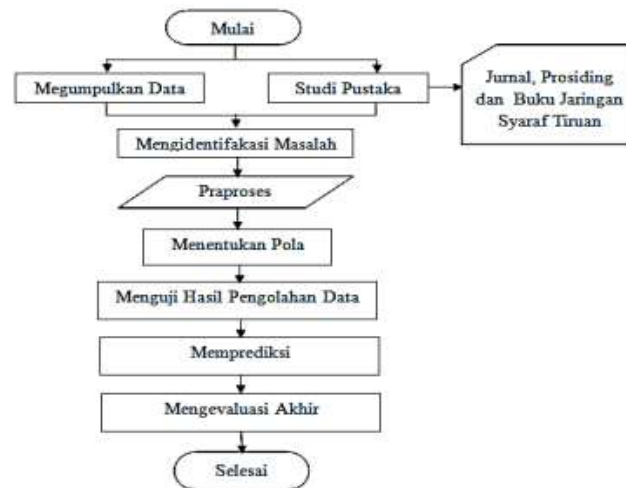 Mulai
Megumpulkan Data
Studi Pustaka
Jurnal, Prosiding
dan Buku Jaringan
Syaraf Tiruan
Mengidentifakasi Masalah
Praproses
Menentukan Pola
Menguji Hasil Pengolahan Data
Memprediksi
Mengevaluasi Akhir
Selesai